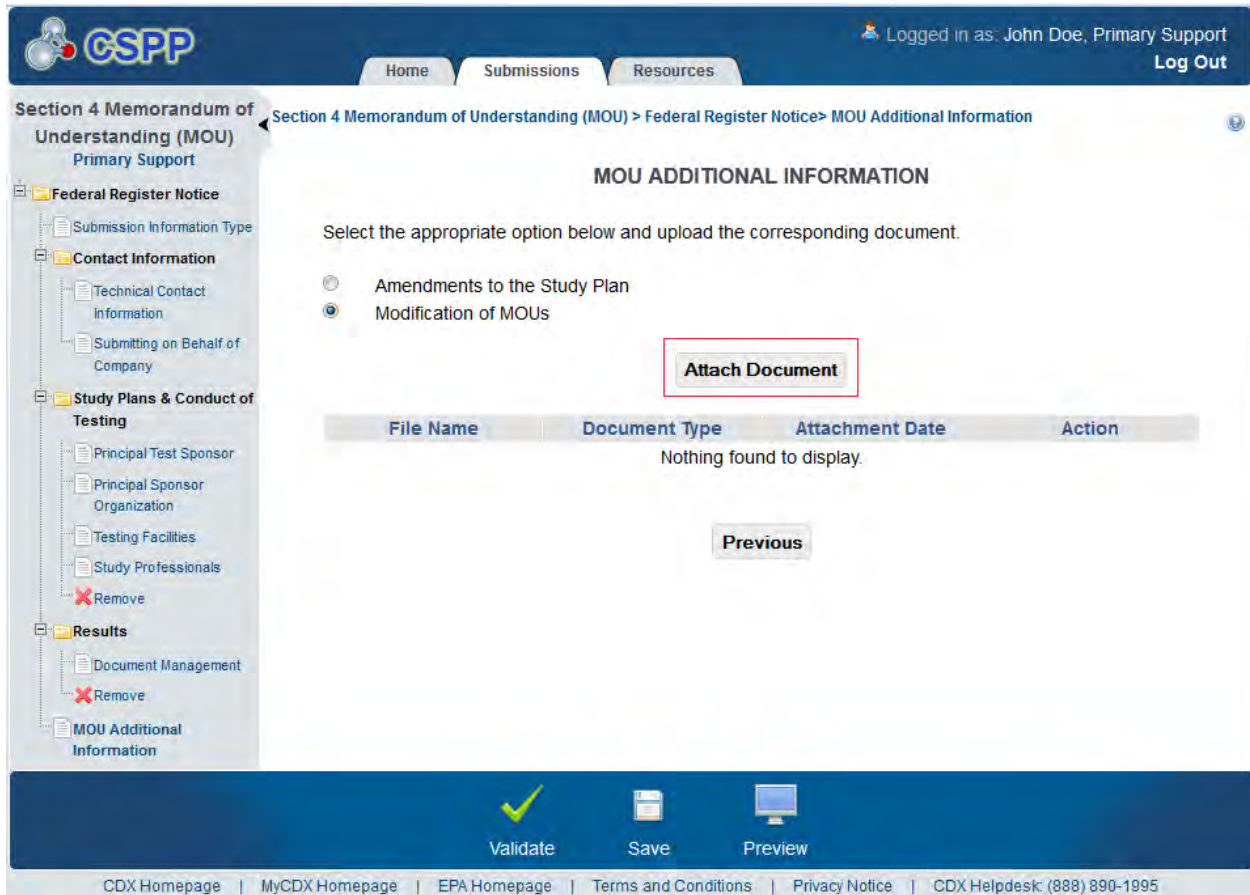 CSPP
Logged in as: John Doe, Primary Support
Log Out
Home Submissions Resources
Section 4 Memorandum of
Understanding (MOU)
Primary Support
Federal Register Notice
Submission Information Type
Contact Information
Technical Contact
Information
Submitting on Behalf of
Company
Study Plans & Conduct of
Testing
Principal Test Sponsor
Principal Sponsor
Organization
Testing Facilities
Study Professionals
Remove
Results
Document Management
Remove
MOU Additional
Information
Section 4 Memorandum of Understanding (MOU) > Federal Register Notice> MOU Additional Information
MOU ADDITIONAL INFORMATION
Select the appropriate option below and upload the corresponding document.
Amendments to the Study Plan
Modification of MOUs
Attach Document
File Name Document Type Attachment Date Action
Nothing found to display.
Previous
Validate Save Preview
CDX Homepage | MyCDX Homepage | EPA Homepage | Terms and Conditions | Privacy Notice | CDX Helpdesk: (888) 890-1995